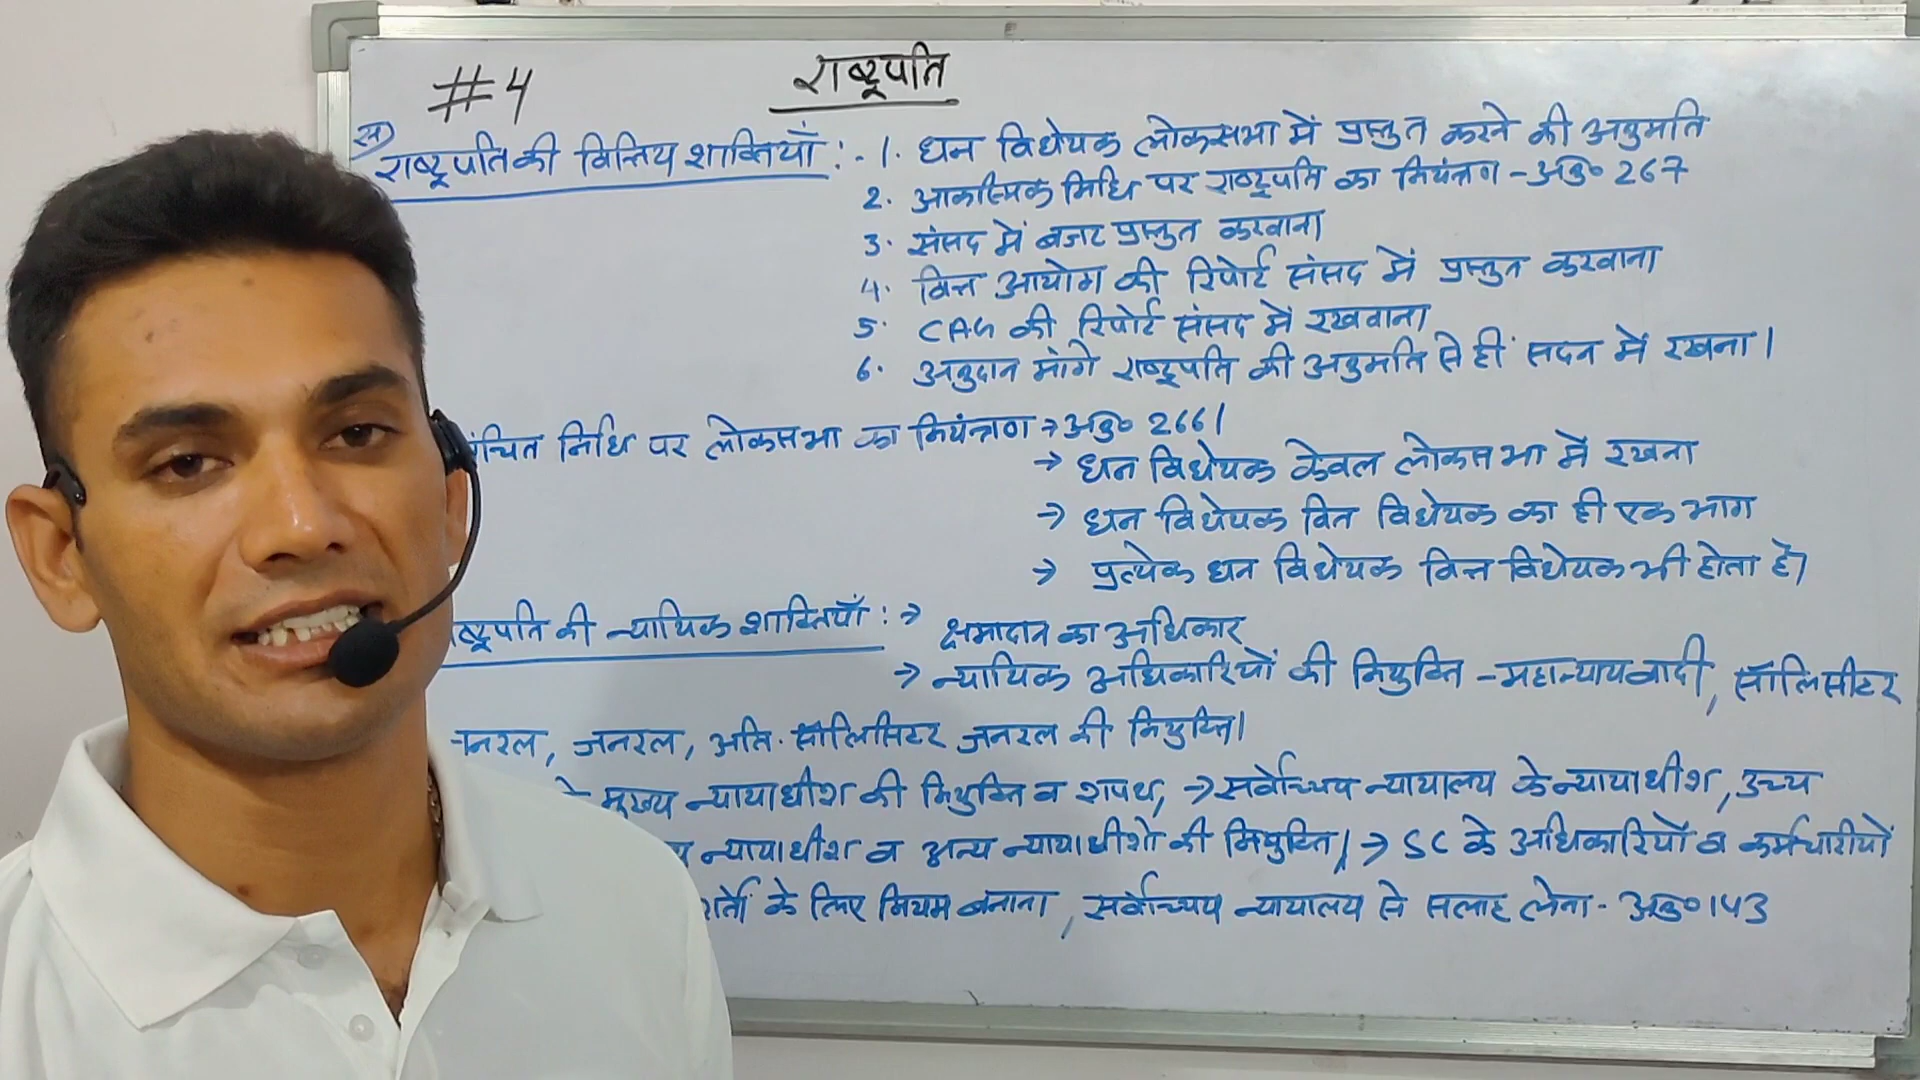 #4
राष्ट्रपति
स)
राष्ट्रपति की वित्तिय शाक्तियाँ :-
1. धन विधेयक लोकसभा में प्रस्तुत करने की अनुमति
2. आकस्मिक निधि पर राष्ट्रपति का नियंत्रण - अनु० 267
3. संसद में बजट प्रस्तुत करवाना
4. वित्त आयोग की रिपोर्ट संसद में प्रस्तुत करवाना
5. CAG की रिपोर्ट संसद में रखवाना
6. अनुदान मांगे राष्ट्रपति की अनुमति से ही सदन में रखना।
ंचित निधि पर लोकसभा का नियंत्रण → अनु० 266।
→ धन विधेयक केवल लोकसभा में रखना
→ धन विधेयक वित विधेयक का ही एक भाग
→ प्रत्येक धन विधेयक वित्त विधेयक भी होता है।
ष्ट्रपति की न्यायिक शाक्तियाँ : → क्षमादान का अधिकार
→ न्यायिक अधिकारियों की नियुक्ति - महान्यायवादी, सॉलिसीटर
नरल, जनरल, अति. सॉलिसिटर जनरल की नियुक्ति।
मुख्य न्यायाधीश की नियुक्ति व शपथ, → सर्वोच्चय न्यायालय के न्यायाधीश, उच्य
य न्यायाधीश व अन्य न्यायाधीशो की नियुक्ति। → SC के अधिकारियों व कर्मचारीयों
शर्तो के लिए नियम बनाना, सर्वोच्चय न्यायालय से सलाह लेना - अनु० 143